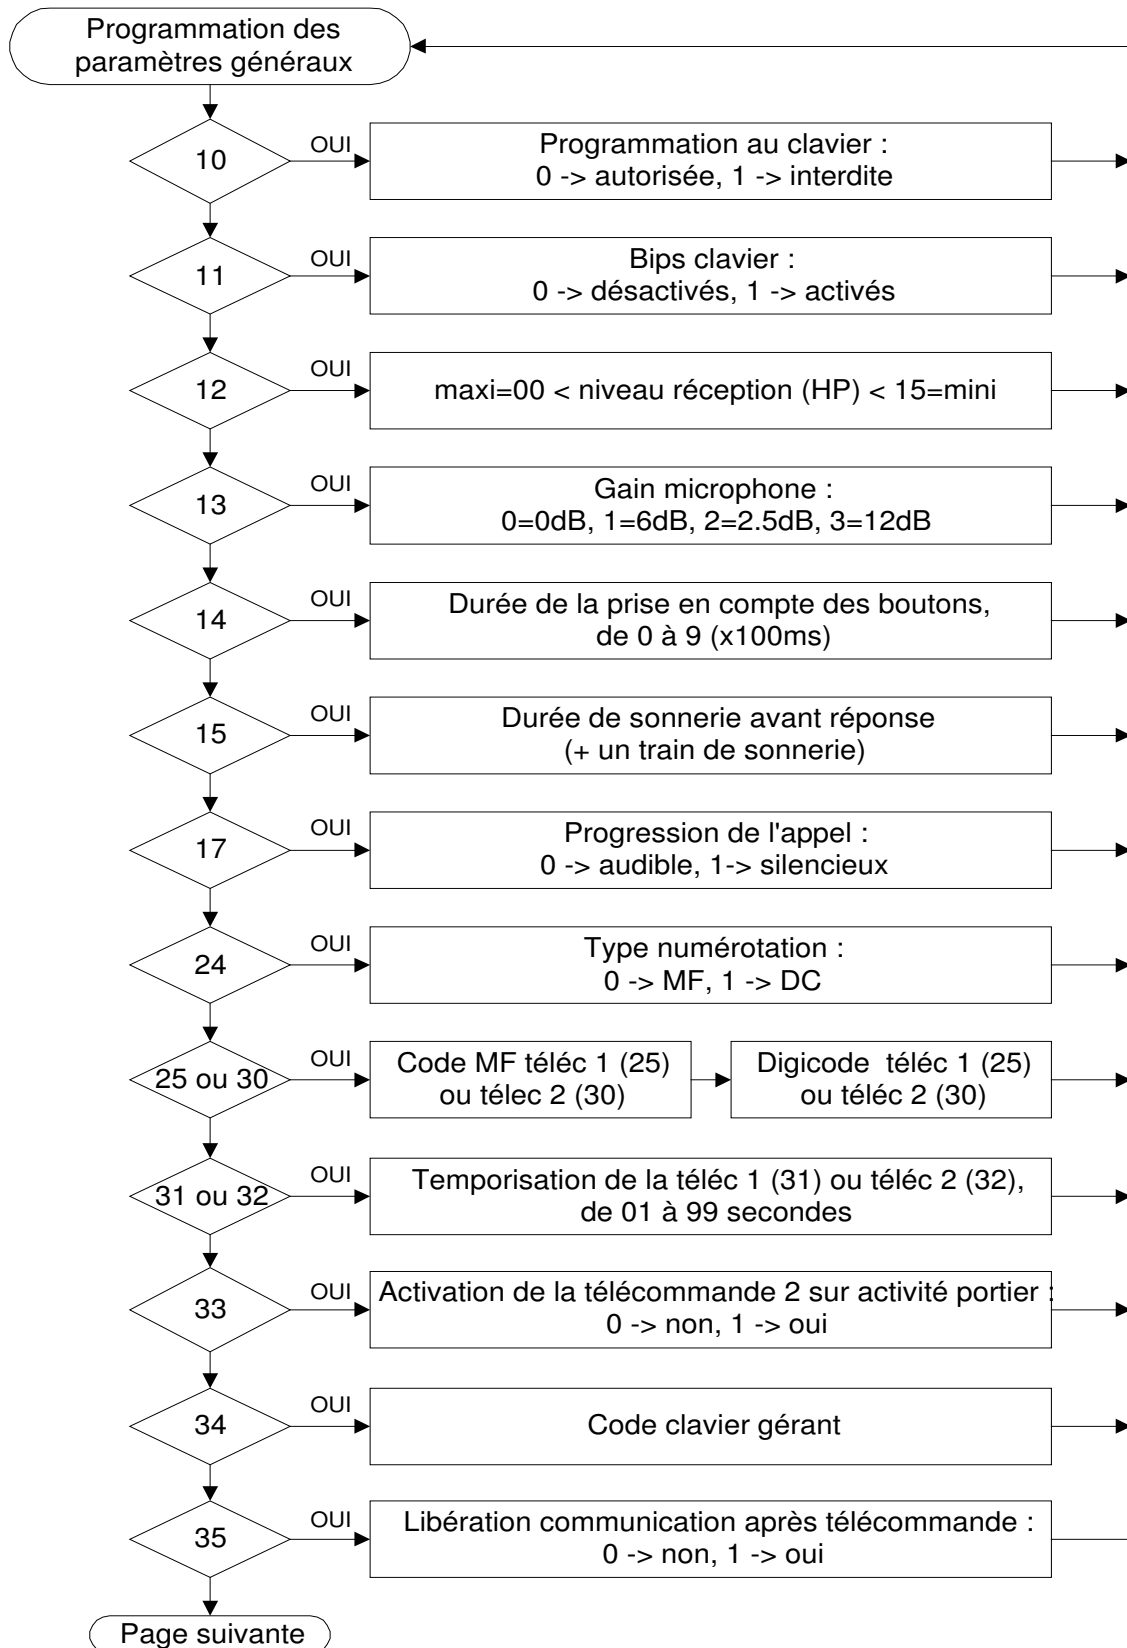 Programmation des
paramètres généraux
10
OUI
Programmation au clavier :
0 -> autorisée, 1 -> interdite
11
OUI
Bips clavier :
0 -> désactivés, 1 -> activés
12
OUI
maxi=00 < niveau réception (HP) < 15=mini
13
OUI
Gain microphone :
0=0dB, 1=6dB, 2=2.5dB, 3=12dB
14
OUI
Durée de la prise en compte des boutons,
de 0 à 9 (x100ms)
15
OUI
Durée de sonnerie avant réponse
(+ un train de sonnerie)
17
OUI
Progression de l'appel :
0 -> audible, 1-> silencieux
24
OUI
Type numérotation :
0 -> MF, 1 -> DC
25 ou 30
OUI
Code MF téléc 1 (25)
ou télec 2 (30)
Digicode téléc 1 (25)
ou téléc 2 (30)
31 ou 32
OUI
Temporisation de la téléc 1 (31) ou téléc 2 (32),
de 01 à 99 secondes
33
OUI
Activation de la télécommande 2 sur activité portier :
0 -> non, 1 -> oui
34
OUI
Code clavier gérant
35
OUI
Libération communication après télécommande :
0 -> non, 1 -> oui
Page suivante